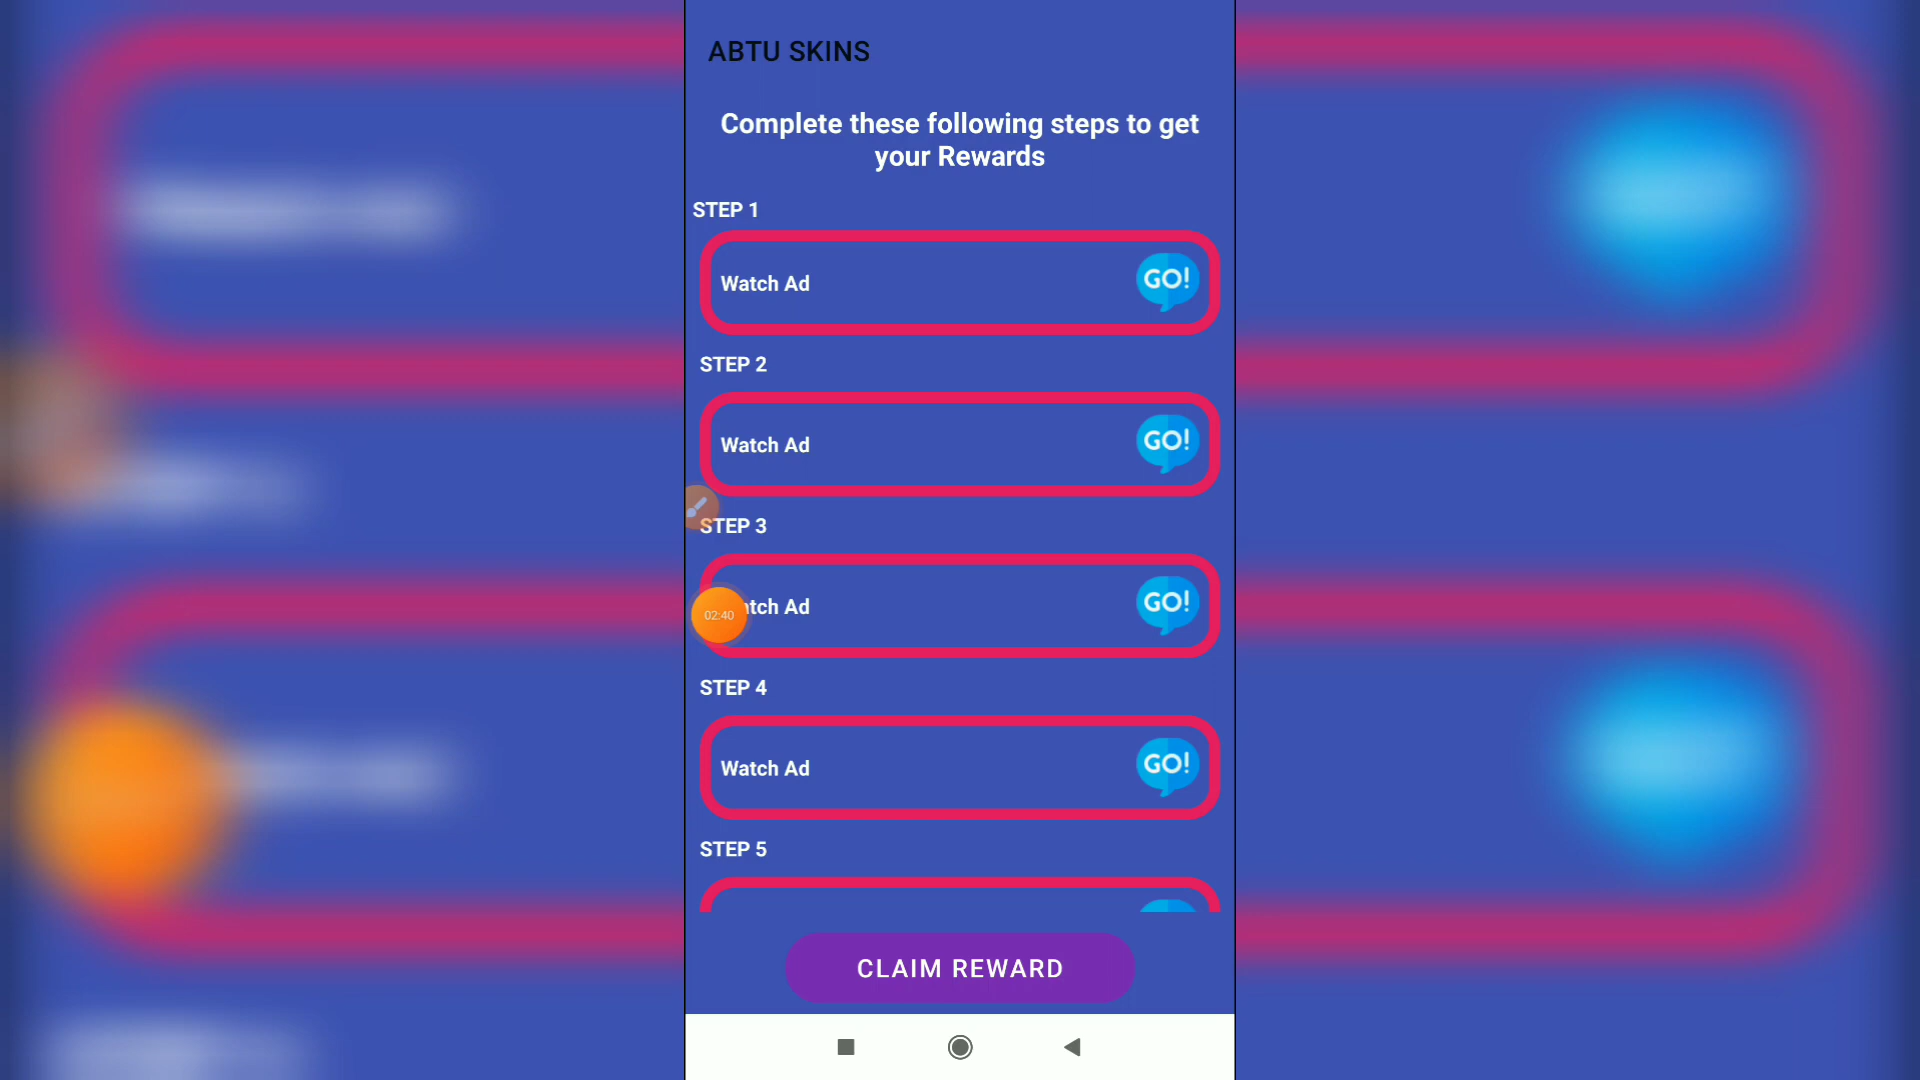 ABTU SKINS
Complete these following steps to get
your Rewards
STEP 1
Watch Ad
GO!
STEP 2
Watch Ad
GO!
STEP 3
02:40
tch Ad
GO!
STEP 4
Watch Ad
GO!
STEP 5
CLAIM REWARD